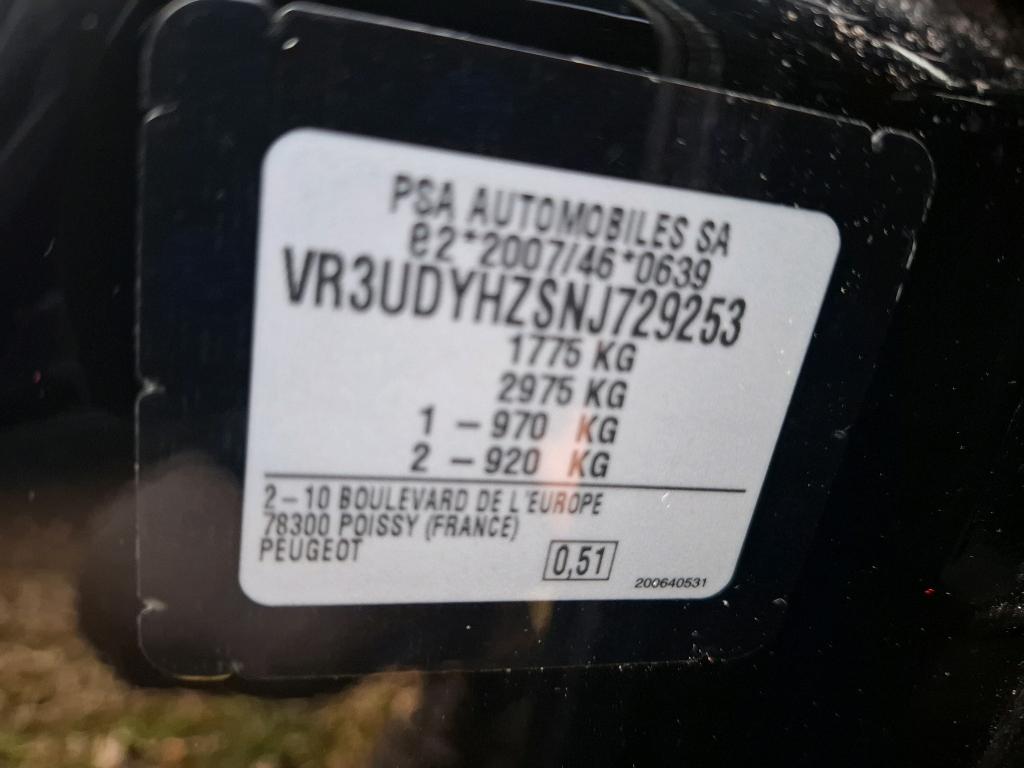 PSA AUTOMOBILES SA
e2*2007/46*0639
VR3UDYHZSNJ729253
1775 KG
2975 KG
1 – 970 KG
2 – 920 KG
2–10 BOULEVARD DE L'EUROPE
78300 POISSY (FRANCE)
PEUGEOT
0,51
200640531